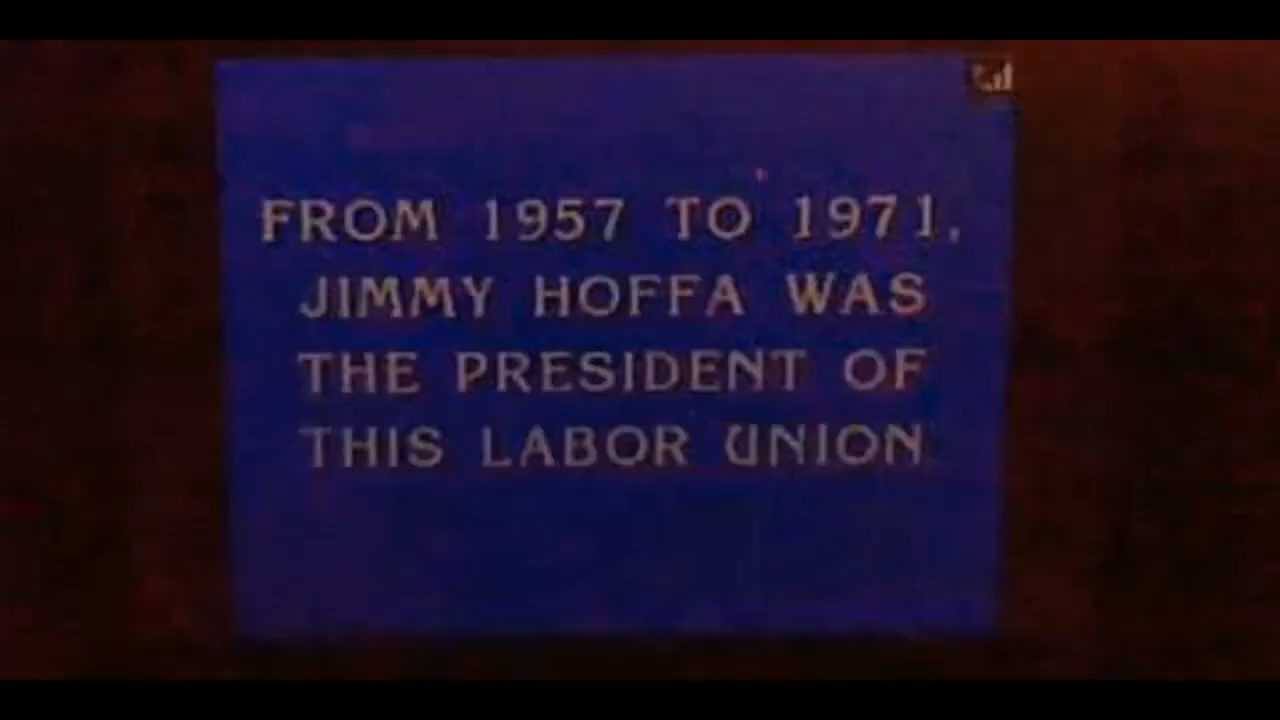 FROM 1957 TO 1971,
JIMMY HOFFA WAS
THE PRESIDENT OF
THIS LABOR UNION